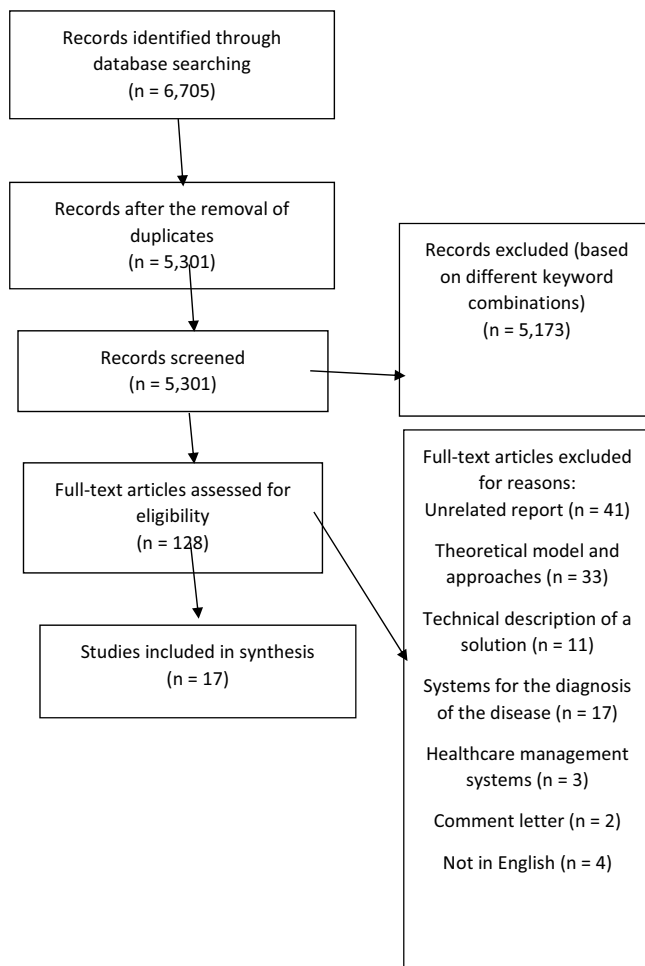 Records identified through
database searching
(n = 6,705)
Records after the removal of
duplicates
(n = 5,301)
Records excluded (based
on different keyword
combinations)
(n = 5,173)
Records screened
(n = 5,301)
Full-text articles assessed for
eligibility
(n = 128)
Full-text articles excluded
for reasons:
Unrelated report (n = 41)
Theoretical model and
approaches (n = 33)
Technical description of a
solution (n = 11)
Systems for the diagnosis
of the disease (n = 17)
Healthcare management
systems (n = 3)
Comment letter (n = 2)
Not in English (n = 4)
Studies included in synthesis
(n = 17)